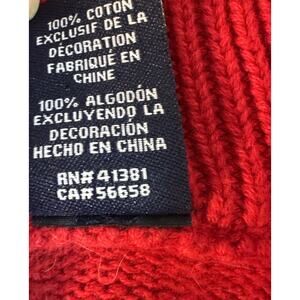 100% COTON
EXCLUSIF DE LA
DÉCORATION
FABRIQUÉ EN
CHINE
100% ALGODÓN
EXCLUYENDO LA
DECORACIÓN
HECHO EN CHINA
RN# 41381
CA# 56658